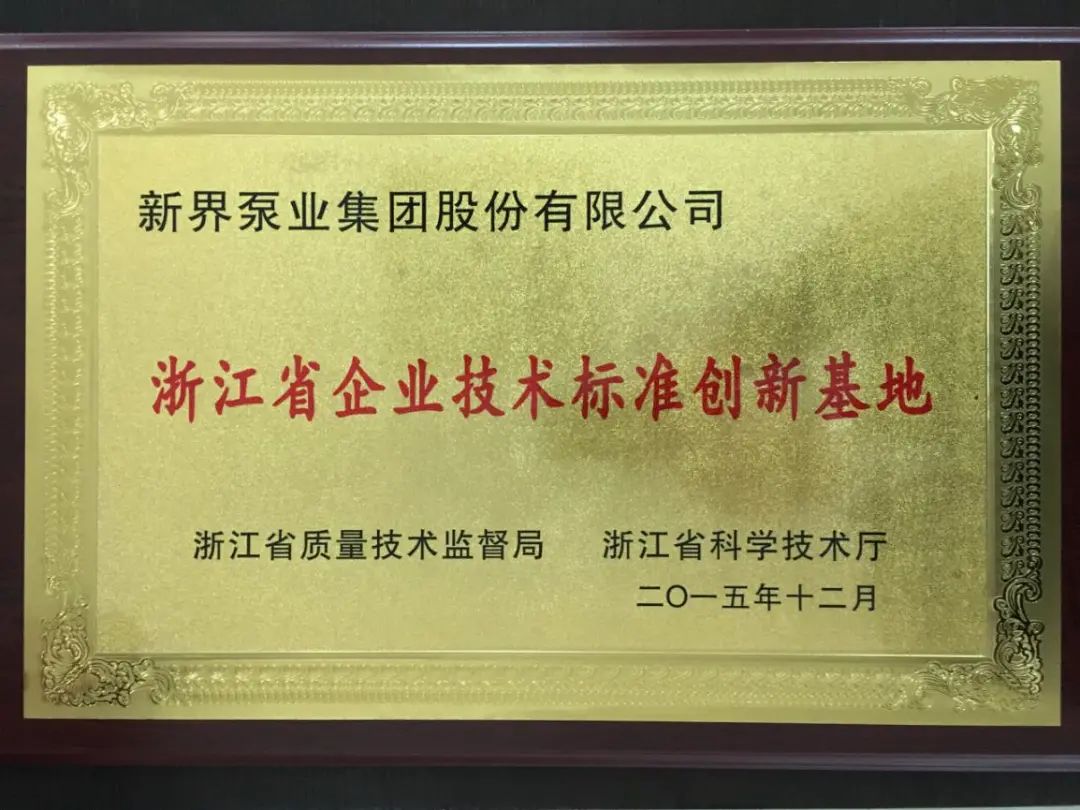 新界泵业集团股份有限公司
浙江省企业技术标准创新基地
浙江省质量技术监督局 浙江省科学技术厅
二〇一五年十二月